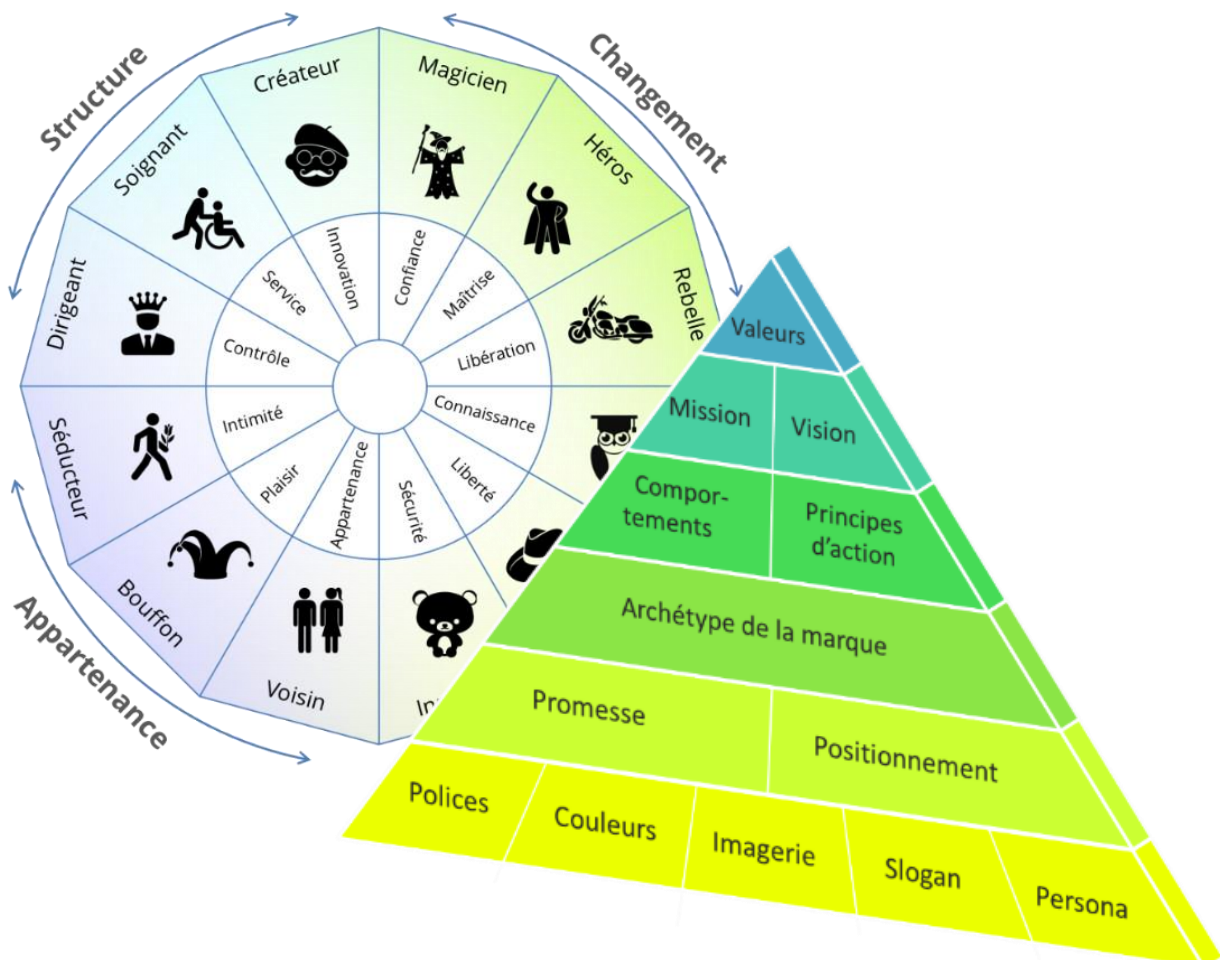 Structure
Changement
Appartenance
Créateur
Magicien
Héros
Rebelle
Soignant
Dirigeant
Séducteur
Bouffon
Voisin
Innovation
Confiance
Maîtrise
Libération
Connaissance
Liberté
Sécurité
Appartenance
Plaisir
Intimité
Contrôle
Service
Valeurs
Mission
Vision
Compor-
tements
Principes
d'action
Archétype de la marque
Promesse
Positionnement
Polices
Couleurs
Imagerie
Slogan
Persona